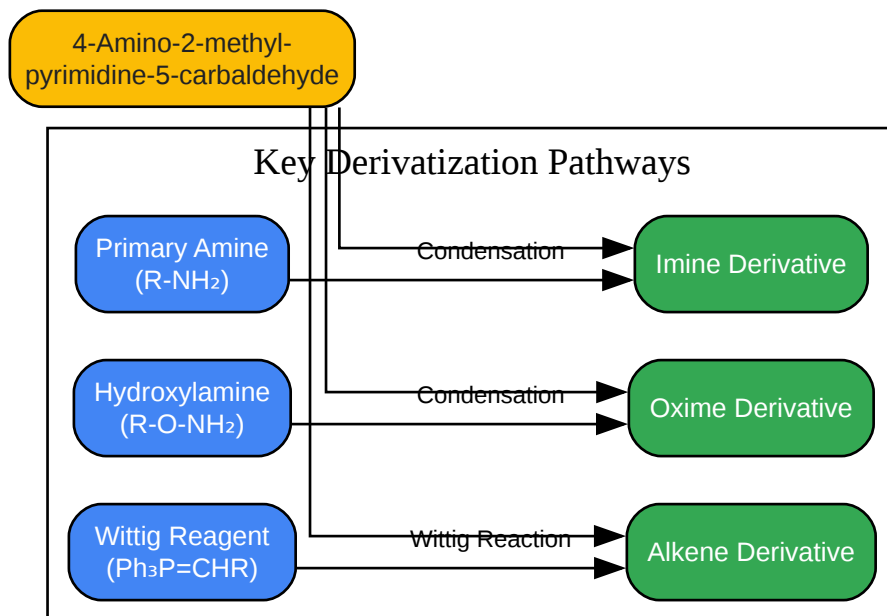 4-Amino-2-methyl-
pyrimidine-5-carbaldehyde
Key Derivatization Pathways
Primary Amine
(R-NH₂)
Condensation
Imine Derivative
Hydroxylamine
(R-O-NH₂)
Condensation
Oxime Derivative
Wittig Reagent
(Ph₃P=CHR)
Wittig Reaction
Alkene Derivative